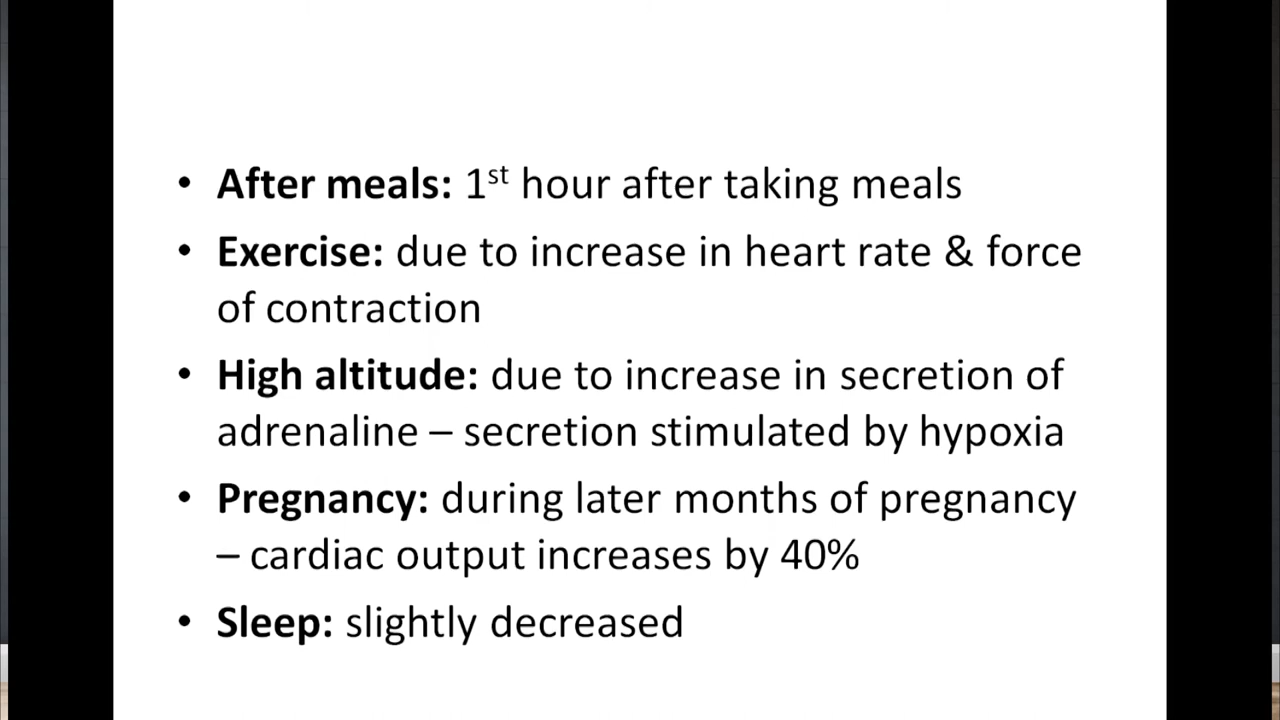 • After meals: 1st hour after taking meals
• Exercise: due to increase in heart rate & force
of contraction
• High altitude: due to increase in secretion of
adrenaline – secretion stimulated by hypoxia
• Pregnancy: during later months of pregnancy
– cardiac output increases by 40%
• Sleep: slightly decreased